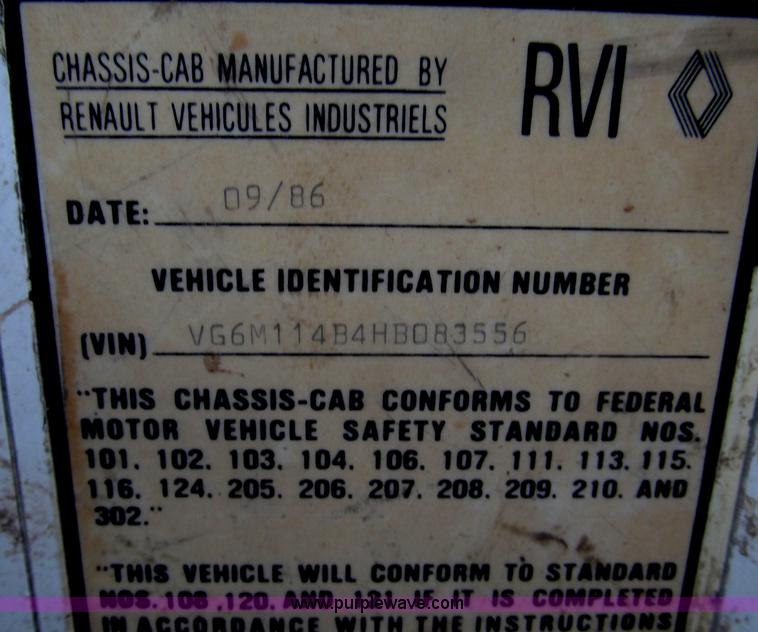 CHASSIS-CAB MANUFACTURED BY
RENAULT VEHICULES INDUSTRIELS
RVI
DATE: 09/86
VEHICLE IDENTIFICATION NUMBER
(VIN) VG6M114B4HB083556
"THIS CHASSIS-CAB CONFORMS TO FEDERAL
MOTOR VEHICLE SAFETY STANDARD NOS.
101. 102. 103. 104. 106. 107. 111. 113. 115.
116. 124. 205. 206. 207. 208. 209. 210. AND
302."
"THIS VEHICLE WILL CONFORM TO STANDARD
NOS. 108 ,120. AND 121 IF IT IS COMPLETED
www.purplewave.com
IN ACCORDANCE WITH THE INSTRUCTIONS